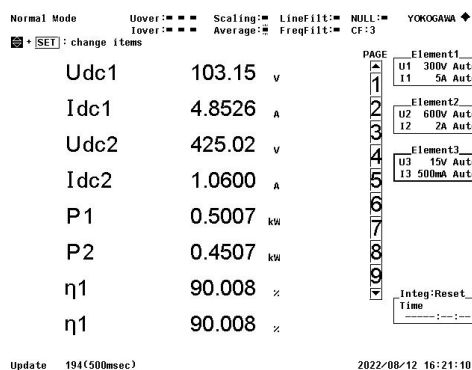 Normal Mode Uover: Scaling: LineFilt: NULL: YOKOGAWA
Iover: Average: FreqFilt: CF:3
+ SET : change items
PAGE
Element1
U1 300V Aut
I1 5A Aut
Element2
U2 600V Aut
I2 2A Aut
Element3
U3 15V Aut
I3 500mA Aut
1
2
3
4
5
6
7
8
9
Udc1 103.15 V
Idc1 4.8526 A
Udc2 425.02 V
Idc2 1.0600 A
P1 0.5007 kW
P2 0.4507 kW
η1 90.008 %
η1 90.008 %
Integ:Reset
Time
-----:--:--
Update 194(500msec) 2022/08/12 16:21:10